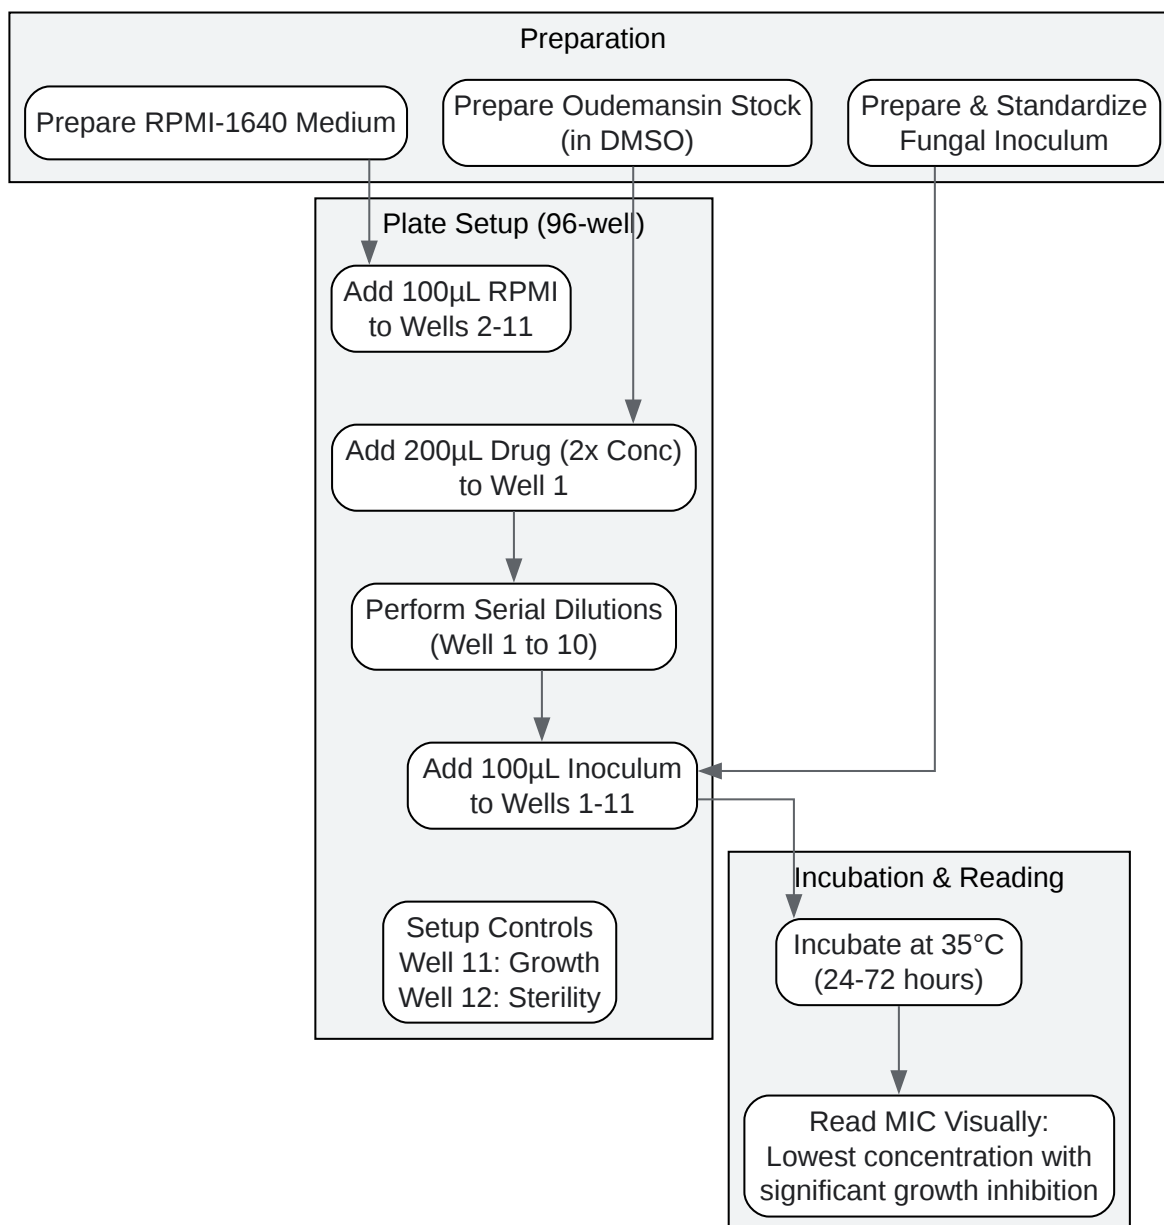 Preparation
Prepare RPMI-1640 Medium
Prepare Oudemansin Stock
(in DMSO)
Prepare & Standardize
Fungal Inoculum
Plate Setup (96-well)
Add 100µL RPMI
to Wells 2-11
Add 200µL Drug (2x Conc)
to Well 1
Perform Serial Dilutions
(Well 1 to 10)
Add 100µL Inoculum
to Wells 1-11
Setup Controls
Well 11: Growth
Well 12: Sterility
Incubation & Reading
Incubate at 35°C
(24-72 hours)
Read MIC Visually:
Lowest concentration with
significant growth inhibition